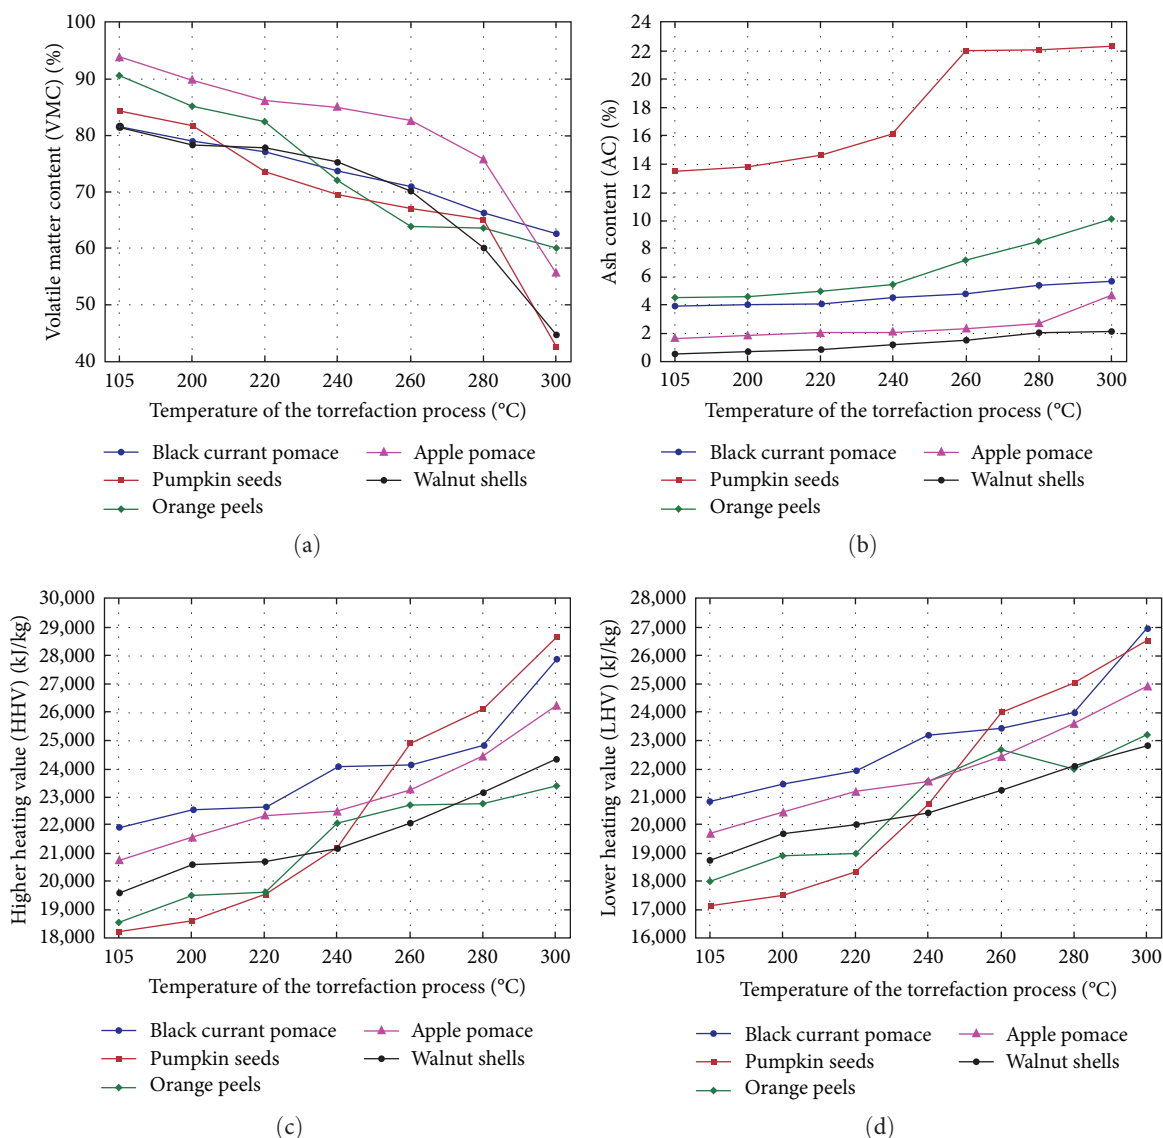 100
90
80
70
60
50
40
Volatile matter content (VMC) (%)
105 200 220 240 260 280 300
Temperature of the torrefaction process (°C)
Black currant pomace
Pumpkin seeds
Orange peels
Apple pomace
Walnut shells
(a)
24
22
20
18
16
14
12
10
8
6
4
2
0
Ash content (AC) (%)
105 200 220 240 260 280 300
Temperature of the torrefaction process (°C)
Black currant pomace
Pumpkin seeds
Orange peels
Apple pomace
Walnut shells
(b)
30,000
29,000
28,000
27,000
26,000
25,000
24,000
23,000
22,000
21,000
20,000
19,000
18,000
Higher heating value (HHV) (kJ/kg)
105 200 220 240 260 280 300
Temperature of the torrefaction process (°C)
Black currant pomace
Pumpkin seeds
Orange peels
Apple pomace
Walnut shells
(c)
28,000
27,000
26,000
25,000
24,000
23,000
22,000
21,000
20,000
19,000
18,000
17,000
16,000
Lower heating value (LHV) (kJ/kg)
105 200 220 240 260 280 300
Temperature of the torrefaction process (°C)
Black currant pomace
Pumpkin seeds
Orange peels
Apple pomace
Walnut shells
(d)